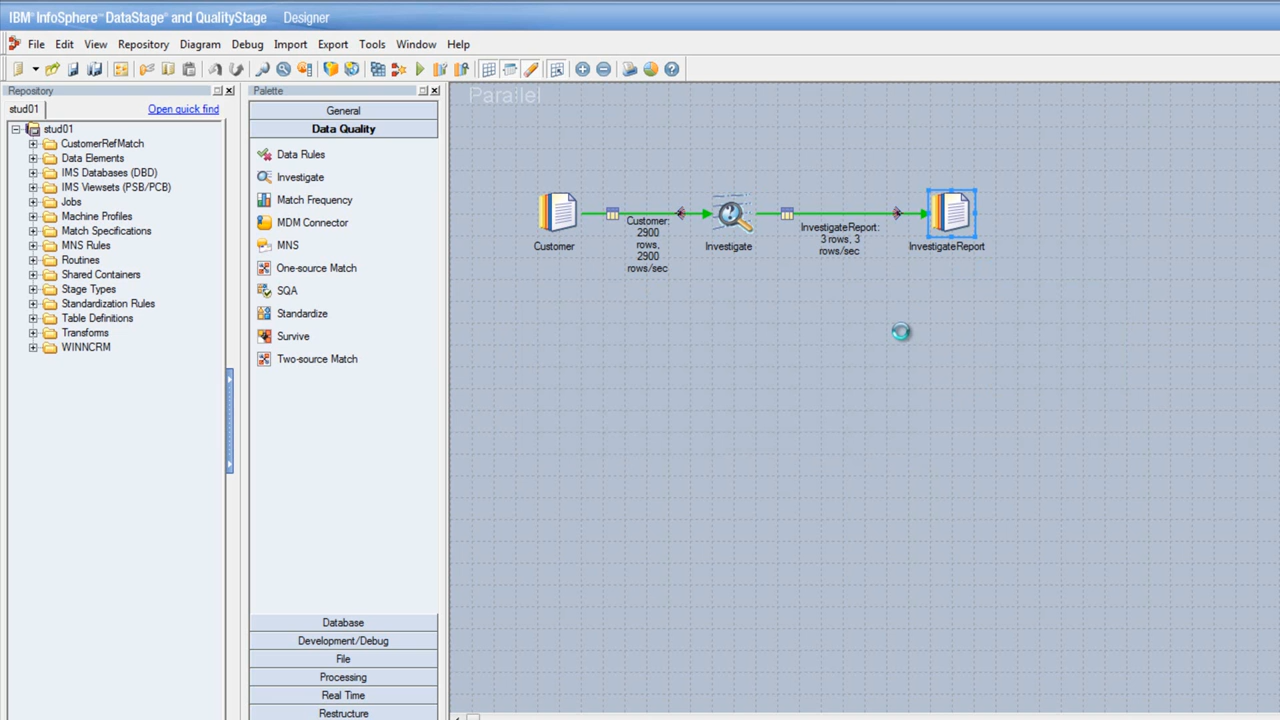 IBM® InfoSphere™ DataStage® and QualityStage Designer
File Edit View Repository Diagram Debug Import Export Tools Window Help
Repository
stud01
Open quick find
stud01
CustomerRefMatch
Data Elements
IMS Databases (DBD)
IMS Viewsets (PSB/PCB)
Jobs
Machine Profiles
Match Specifications
MNS Rules
Routines
Shared Containers
Stage Types
Standardization Rules
Table Definitions
Transforms
WINNCRM
Palette
General
Data Quality
Data Rules
Investigate
Match Frequency
MDM Connector
MNS
One-source Match
SQA
Standardize
Survive
Two-source Match
Database
Development/Debug
File
Processing
Real Time
Restructure
Parallel
Customer
Customer:
2900
rows,
2900
rows/sec
Investigate
InvestigateReport:
3 rows, 3
rows/sec
InvestigateReport